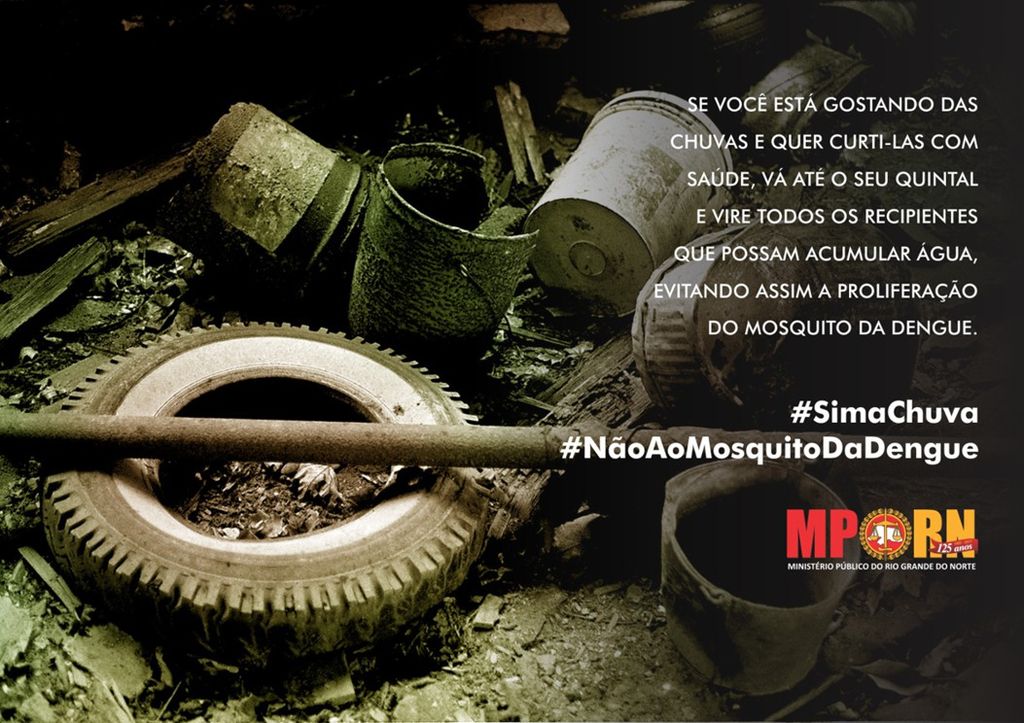 SE VOCÊ ESTÁ GOSTANDO DAS
CHUVAS E QUER CURTI-LAS COM
SAÚDE, VÁ ATÉ O SEU QUINTAL
E VIRE TODOS OS RECIPIENTES
QUE POSSAM ACUMULAR ÁGUA,
EVITANDO ASSIM A PROLIFERAÇÃO
DO MOSQUITO DA DENGUE.
#SimaChuva
#NãoAoMosquitoDaDengue
MPRN
125 anos
MINISTÉRIO PÚBLICO DO RIO GRANDE DO NORTE